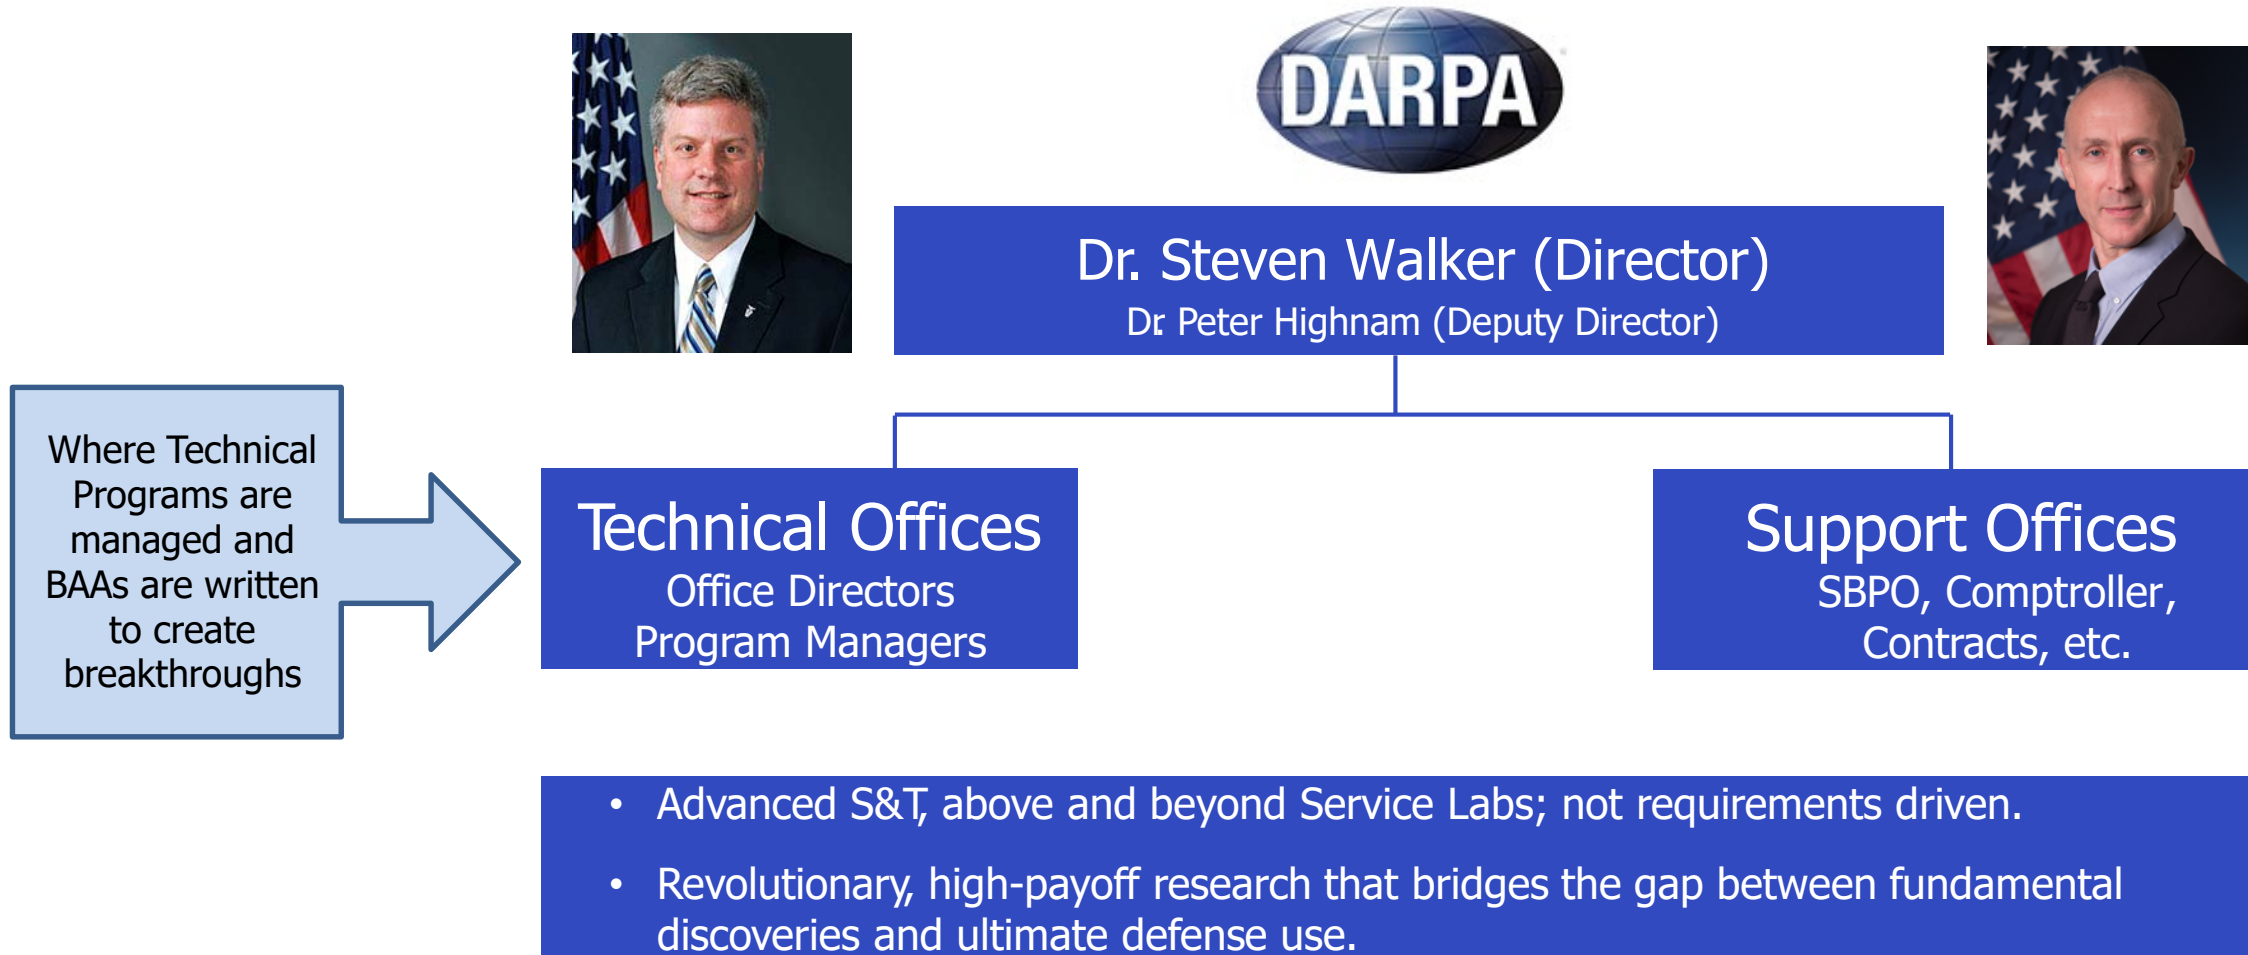 DARPA
Dr. Steven Walker (Director)
Dr. Peter Highnam (Deputy Director)
Where Technical
Programs are
managed and
BAAs are written
to create
breakthroughs
Technical Offices
Office Directors
Program Managers
Support Offices
SBPO, Comptroller,
Contracts, etc.
• Advanced S&T, above and beyond Service Labs; not requirements driven.
• Revolutionary, high-payoff research that bridges the gap between fundamental
discoveries and ultimate defense use.